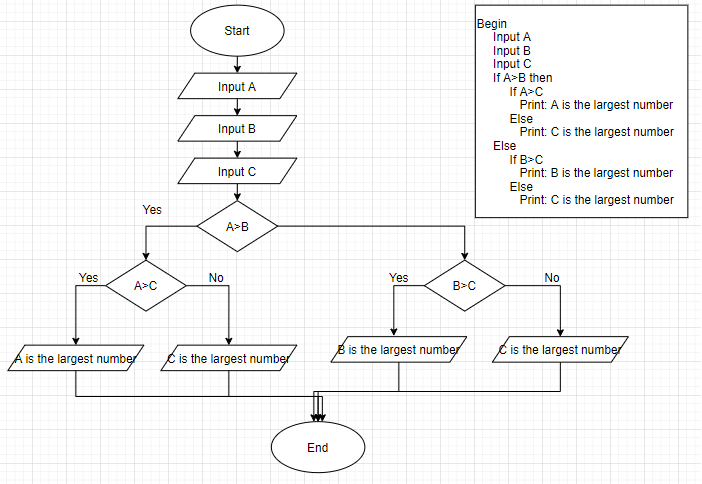 Start
Input A
Input B
Input C
Yes
A>B
Yes
A>C
No
Yes
B>C
No
A is the largest number
C is the largest number
B is the largest number
C is the largest number
End
Begin
Input A
Input B
Input C
If A>B then
If A>C
Print: A is the largest number
Else
Print: C is the largest number
Else
If B>C
Print: B is the largest number
Else
Print: C is the largest number